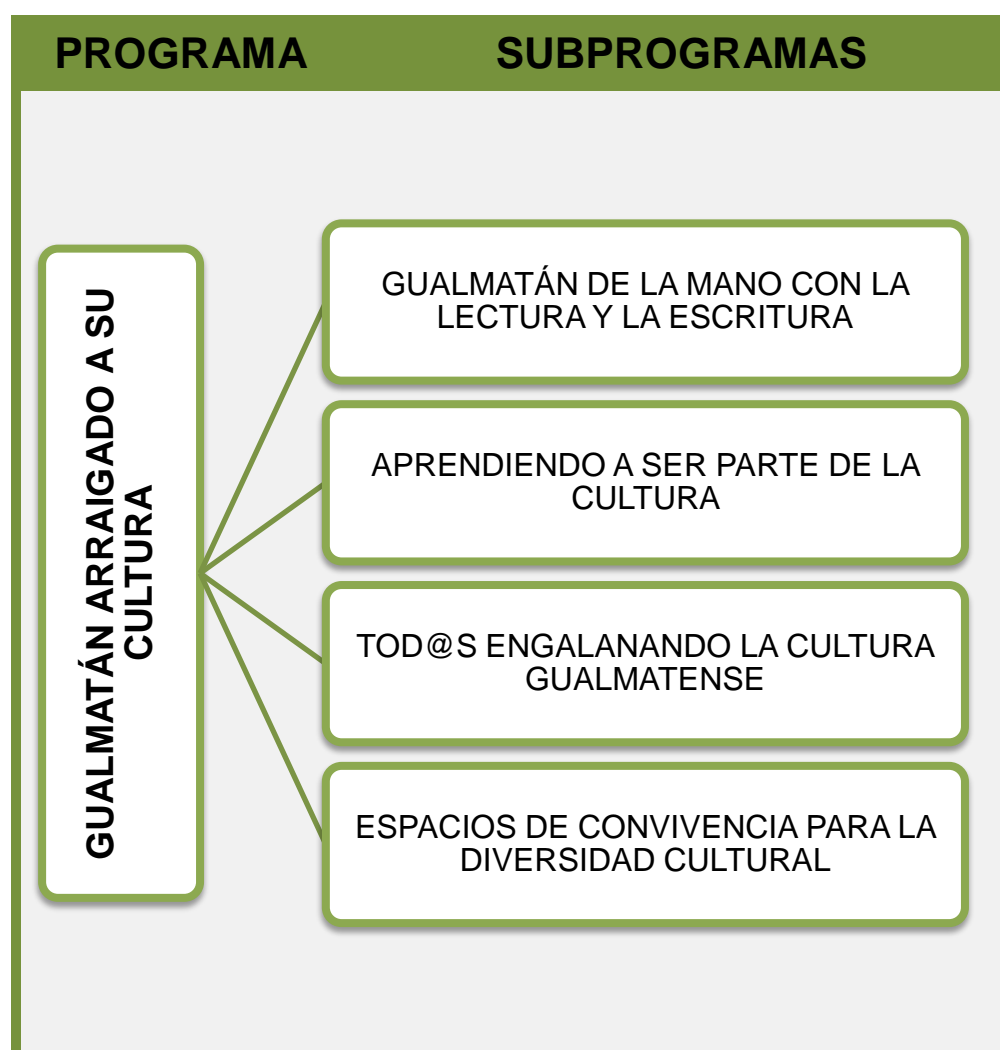 PROGRAMA
SUBPROGRAMAS
GUALMATÁN ARRAIGADO A SU
CULTURA
GUALMATÁN DE LA MANO CON LA
LECTURA Y LA ESCRITURA
APRENDIENDO A SER PARTE DE LA
CULTURA
TOD@S ENGALANANDO LA CULTURA
GUALMATENSE
ESPACIOS DE CONVIVENCIA PARA LA
DIVERSIDAD CULTURAL